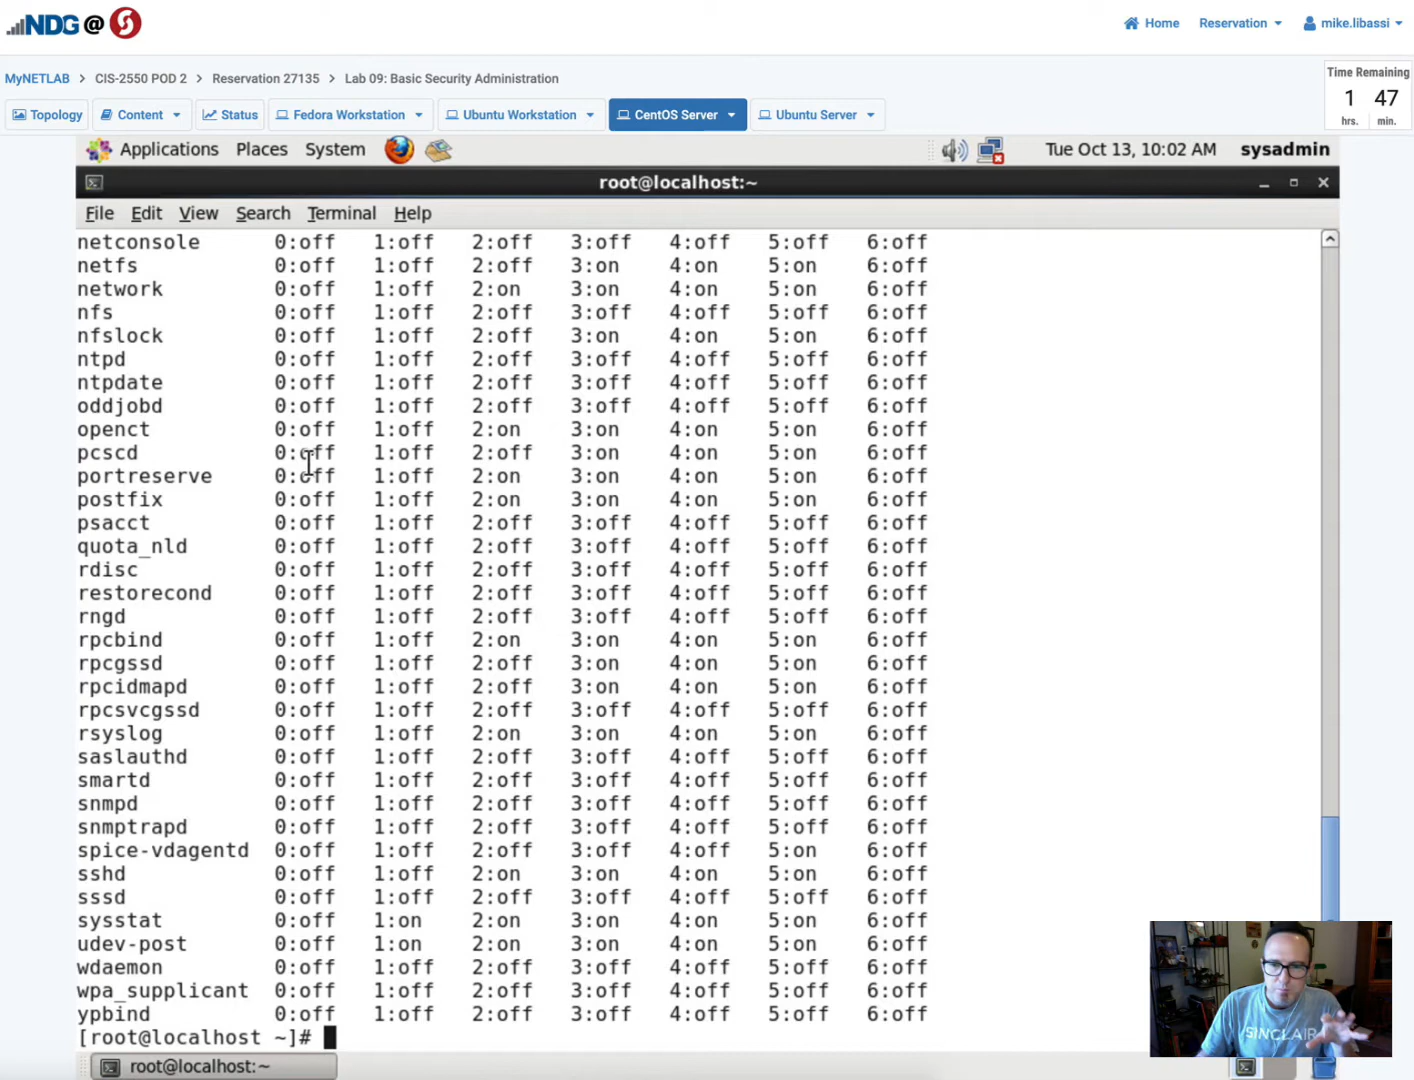 NDG @ S
Home Reservation mike.libassi
MyNETLAB > CIS-2550 POD 2 > Reservation 27135 > Lab 09: Basic Security Administration
Time Remaining
1 47
hrs. min.
Topology Content Status Fedora Workstation Ubuntu Workstation CentOS Server Ubuntu Server
Applications Places System Tue Oct 13, 10:02 AM sysadmin
root@localhost:~
File Edit View Search Terminal Help
netconsole 0:off 1:off 2:off 3:off 4:off 5:off 6:off
netfs 0:off 1:off 2:off 3:on 4:on 5:on 6:off
network 0:off 1:off 2:on 3:on 4:on 5:on 6:off
nfs 0:off 1:off 2:off 3:off 4:off 5:off 6:off
nfslock 0:off 1:off 2:off 3:on 4:on 5:on 6:off
ntpd 0:off 1:off 2:off 3:off 4:off 5:off 6:off
ntpdate 0:off 1:off 2:off 3:off 4:off 5:off 6:off
oddjobd 0:off 1:off 2:off 3:off 4:off 5:off 6:off
openct 0:off 1:off 2:on 3:on 4:on 5:on 6:off
pcscd 0:off 1:off 2:off 3:on 4:on 5:on 6:off
portreserve 0:off 1:off 2:on 3:on 4:on 5:on 6:off
postfix 0:off 1:off 2:on 3:on 4:on 5:on 6:off
psacct 0:off 1:off 2:off 3:off 4:off 5:off 6:off
quota_nld 0:off 1:off 2:off 3:off 4:off 5:off 6:off
rdisc 0:off 1:off 2:off 3:off 4:off 5:off 6:off
restorecond 0:off 1:off 2:off 3:off 4:off 5:off 6:off
rngd 0:off 1:off 2:off 3:off 4:off 5:off 6:off
rpcbind 0:off 1:off 2:on 3:on 4:on 5:on 6:off
rpcgssd 0:off 1:off 2:off 3:on 4:on 5:on 6:off
rpcidmapd 0:off 1:off 2:off 3:on 4:on 5:on 6:off
rpcsvcgssd 0:off 1:off 2:off 3:off 4:off 5:off 6:off
rsyslog 0:off 1:off 2:on 3:on 4:on 5:on 6:off
saslauthd 0:off 1:off 2:off 3:off 4:off 5:off 6:off
smartd 0:off 1:off 2:off 3:off 4:off 5:off 6:off
snmpd 0:off 1:off 2:off 3:off 4:off 5:off 6:off
snmptrapd 0:off 1:off 2:off 3:off 4:off 5:off 6:off
spice-vdagentd 0:off 1:off 2:off 3:off 4:off 5:on 6:off
sshd 0:off 1:off 2:on 3:on 4:on 5:on 6:off
sssd 0:off 1:off 2:off 3:off 4:off 5:off 6:off
sysstat 0:off 1:on 2:on 3:on 4:on 5:on 6:off
udev-post 0:off 1:on 2:on 3:on 4:on 5:on 6:off
wdaemon 0:off 1:off 2:off 3:off 4:off 5:off 6:off
wpa_supplicant 0:off 1:off 2:off 3:off 4:off 5:off 6:off
ypbind 0:off 1:off 2:off 3:off 4:off 5:off 6:off
[root@localhost ~]#
SINCLAIR
root@localhost:~